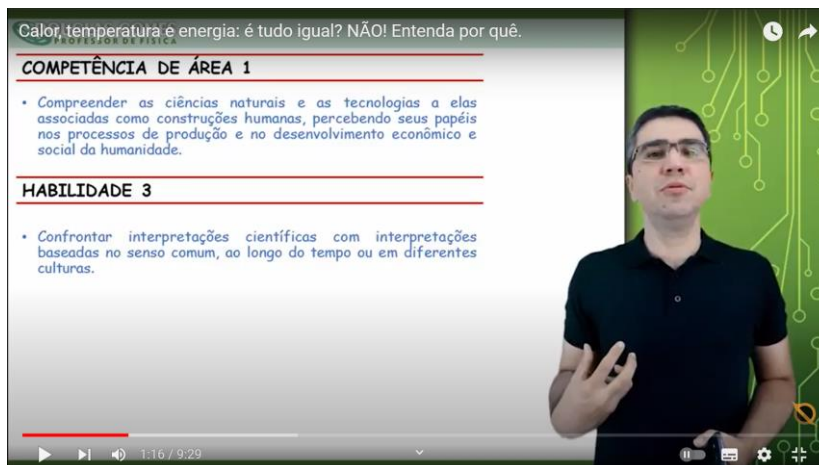 Calor, temperatura e energia: é tudo igual? NÃO! Entenda por quê.
PROFESSOR DE FÍSICA
COMPETÊNCIA DE ÁREA 1
• Compreender as ciências naturais e as tecnologias a elas
associadas como construções humanas, percebendo seus papéis
nos processos de produção e no desenvolvimento econômico e
social da humanidade.
HABILIDADE 3
• Confrontar interpretações científicas com interpretações
baseadas no senso comum, ao longo do tempo ou em diferentes
culturas.
1:16 / 9:29